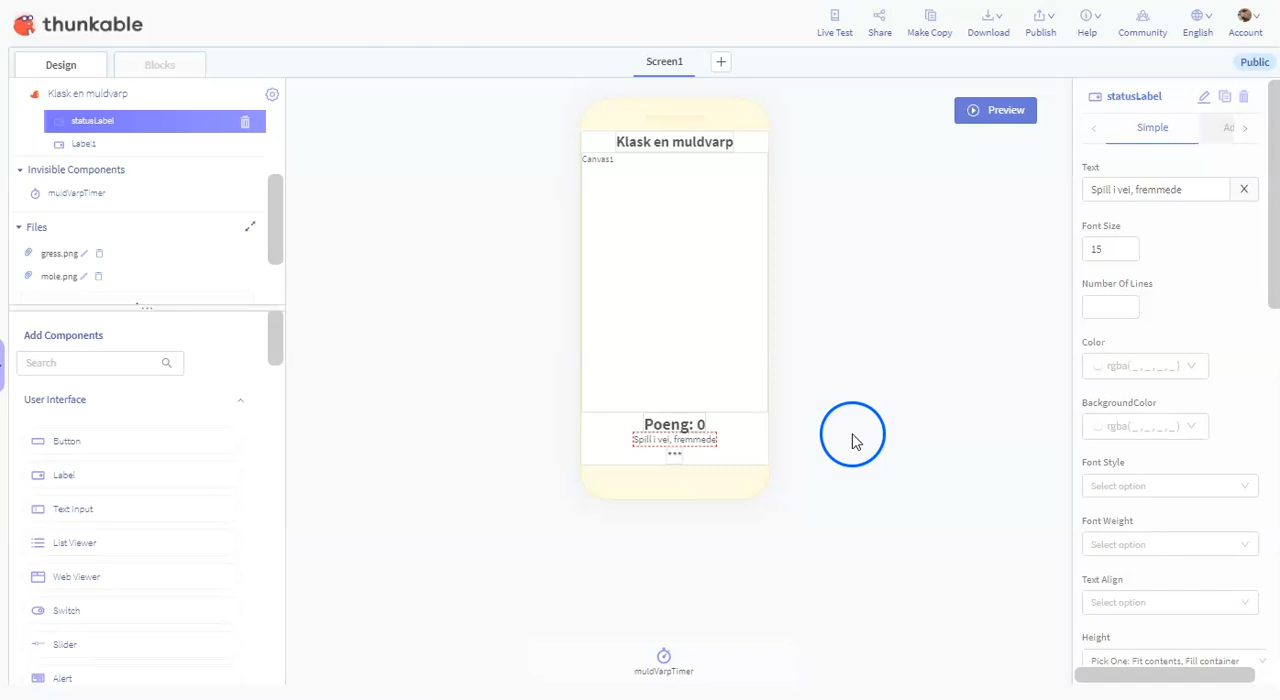 thunkable
Live Test
Share
Make Copy
Download
Publish
Help
Community
English
Account
Design
Blocks
Screen1
+
Public
Klask en muldvarp
statusLabel
Label1
Invisible Components
muldVarpTimer
Files
gress.png
mole.png
...
Add Components
Search
User Interface
Button
Label
Text Input
List Viewer
Web Viewer
Switch
Slider
Alert
Preview
Klask en muldvarp
Canvas1
Poeng: 0
Spill i vei, fremmede
***
muldVarpTimer
statusLabel
Simple
Ad
Text
Spill i vei, fremmede
X
Font Size
15
Number Of Lines
Color
rgba(_,_,_,_)
BackgroundColor
rgba(_,_,_,_)
Font Style
Select option
Font Weight
Select option
Text Align
Select option
Height
Pick One: Fit contents, Fill container